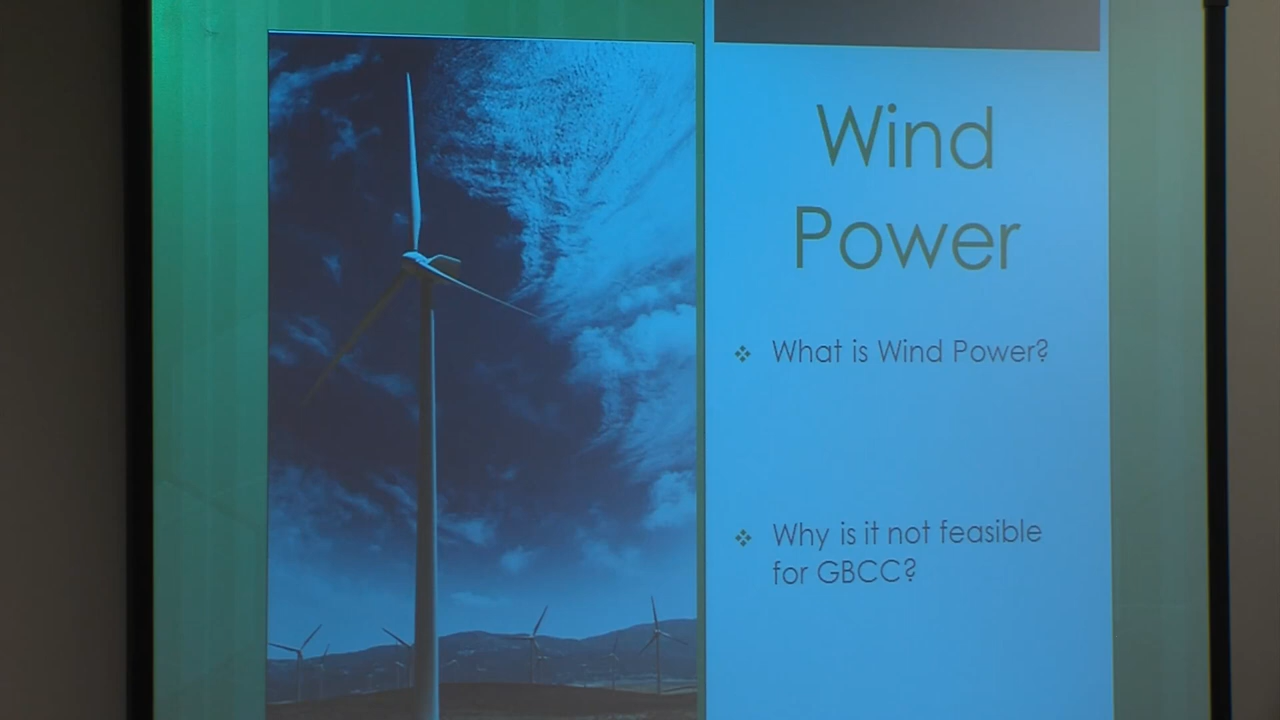 Wind
Power
What is Wind Power?
Why is it not feasible
for GBCC?